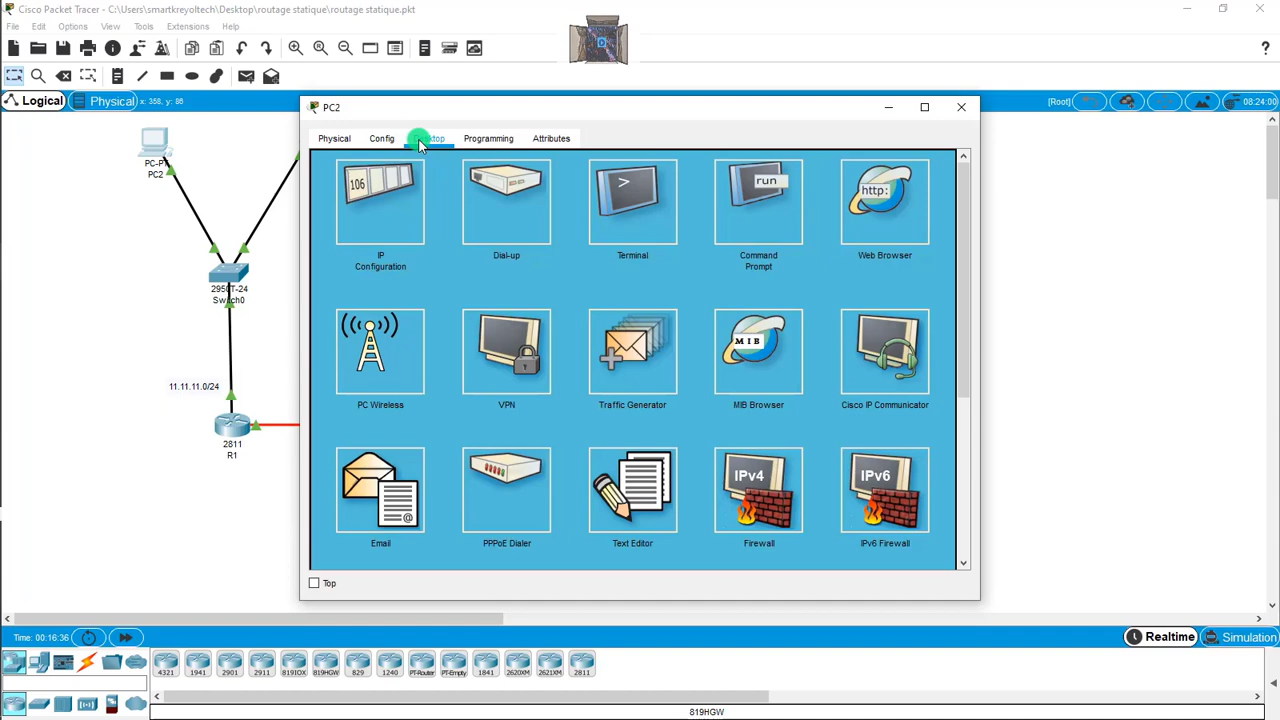 Cisco Packet Tracer - C:\Users\smartkreyoltech\Desktop\routage statique\routage statique.pkt
File Edit Options View Tools Extensions Help
Logical Physical x: 358, y: 86 [Root] 08:24:00
PC2
Physical Config Desktop Programming Attributes
106
>
run
http:
IP
Configuration
Dial-up
Terminal
Command
Prompt
Web Browser
MIB
PC Wireless
VPN
Traffic Generator
MIB Browser
Cisco IP Communicator
@
IPv4
IPv6
Email
PPPoE Dialer
Text Editor
Firewall
IPv6 Firewall
Top
PC-PT
PC2
2950T-24
Switch0
11.11.11.0/24
2811
R1
Time: 00:16:36
Realtime Simulation
4321 1941 2901 2911 819IOX 819HGW 829 1240 PT-Router PT-Empty 1841 2620XM 2621XM 2811
819HGW